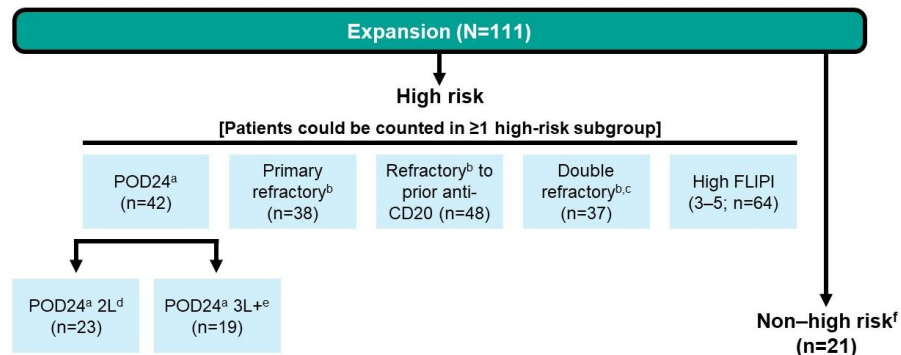 Expansion (N=111)
High risk
[Patients could be counted in ≥1 high-risk subgroup]
POD24ᵃ
(n=42)
Primary
refractoryᵇ
(n=38)
Refractoryᵇ to
prior anti-
CD20 (n=48)
Double
refractoryᵇ,ᶜ
(n=37)
High FLIPI
(3–5; n=64)
POD24ᵃ 2Lᵈ
(n=23)
POD24ᵃ 3L+ᵉ
(n=19)
Non–high riskᶠ
(n=21)